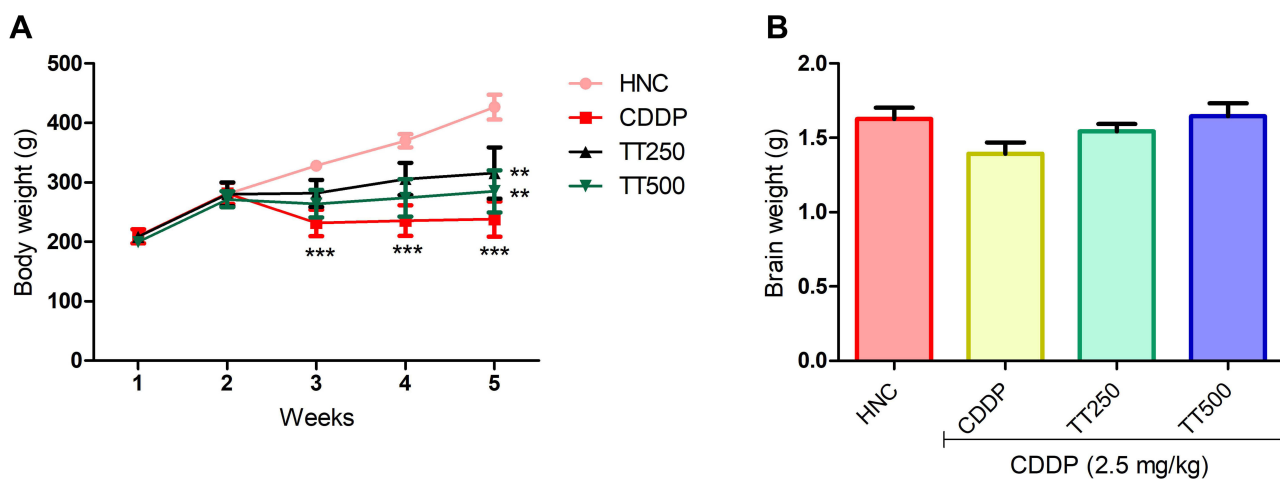 A
Body weight (g)
500
400
300
200
100
0
1 2 3 4 5
Weeks
**
**
*** *** ***
HNC
CDDP
TT250
TT500
B
Brain weight (g)
2.0
1.5
1.0
0.5
0.0
HNC CDDP TT250 TT500
CDDP (2.5 mg/kg)